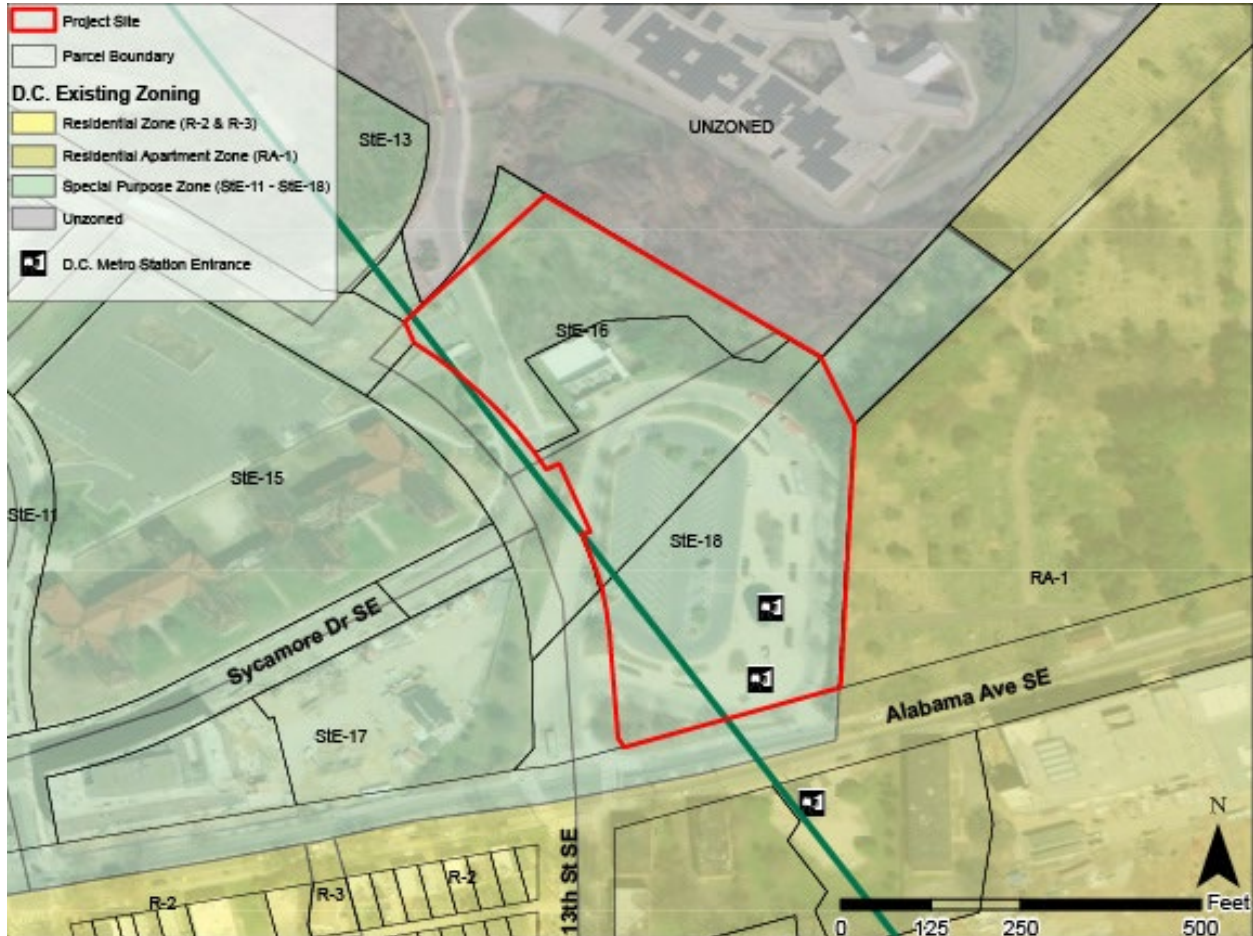 Project Site
Parcel Boundary
D.C. Existing Zoning
Residential Zone (R-2 & R-3)
Residential Apartment Zone (RA-1)
Special Purpose Zone (StE-11 - StE-18)
Unzoned
D.C. Metro Station Entrance
StE-13
UNZONED
StE-16
StE-15
StE-11
StE-18
RA-1
Sycamore Dr SE
Alabama Ave SE
StE-17
13th St SE
R-2
R-3
R-2
N
Feet
0 125 250 500